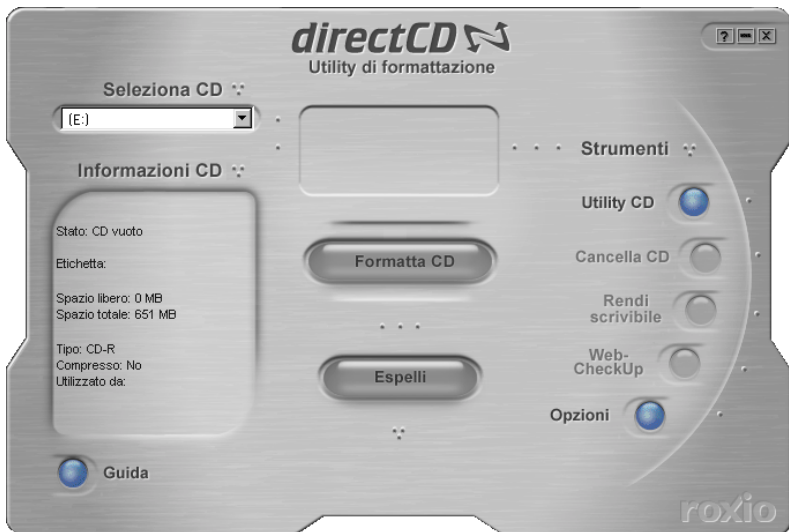 directCD
Utility di formattazione
?
Seleziona CD
(E:)
Informazioni CD
Stato: CD vuoto
Etichetta:
Spazio libero: 0 MB
Spazio totale: 651 MB
Tipo: CD-R
Compresso: No
Utilizzato da:
Guida
Formatta CD
Espelli
Strumenti
Utility CD
Cancella CD
Rendi
scrivibile
Web-
CheckUp
Opzioni
roxio